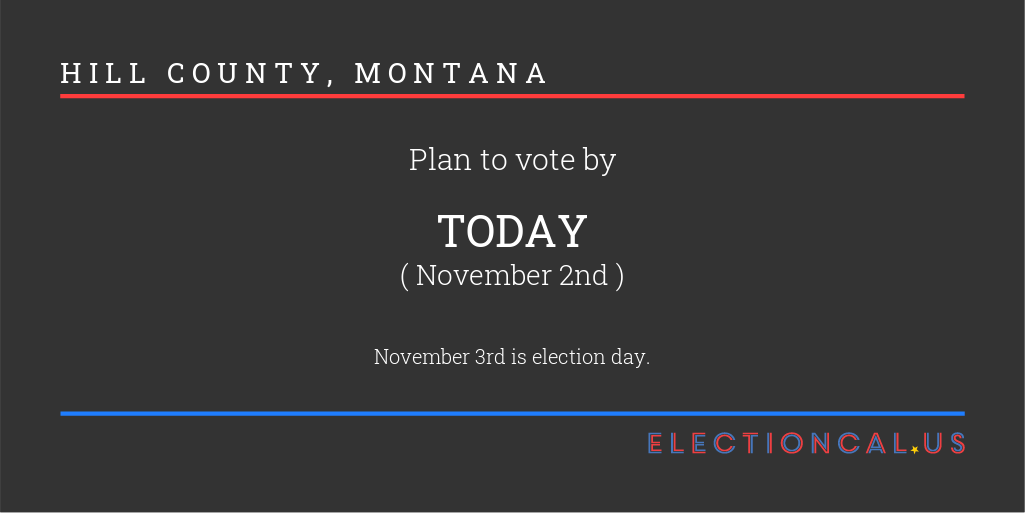 HILL COUNTY, MONTANA
Plan to vote by
TODAY
( November 2nd )
November 3rd is election day.
ELECTIONCAL.US